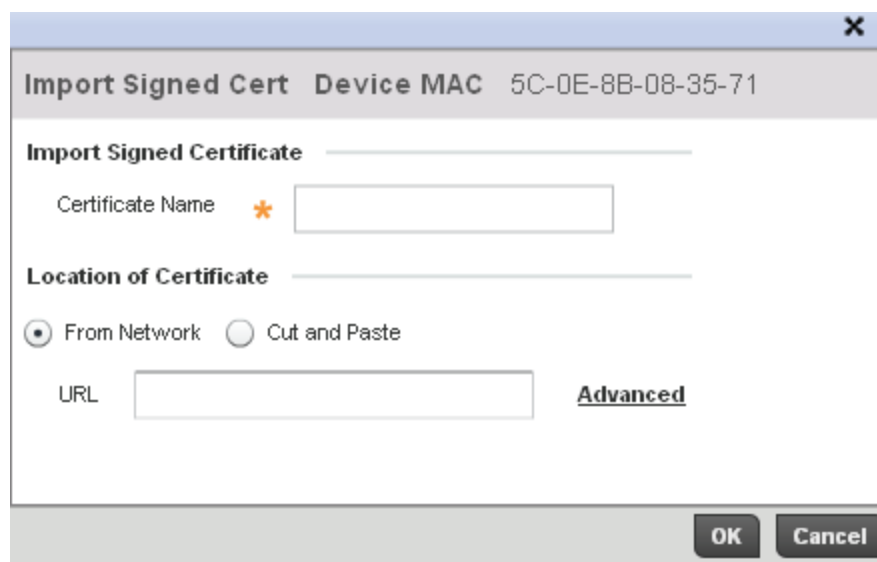 Import Signed Cert Device MAC 5C-0E-8B-08-35-71
Import Signed Certificate
Certificate Name *
Location of Certificate
From Network Cut and Paste
URL Advanced
OK Cancel